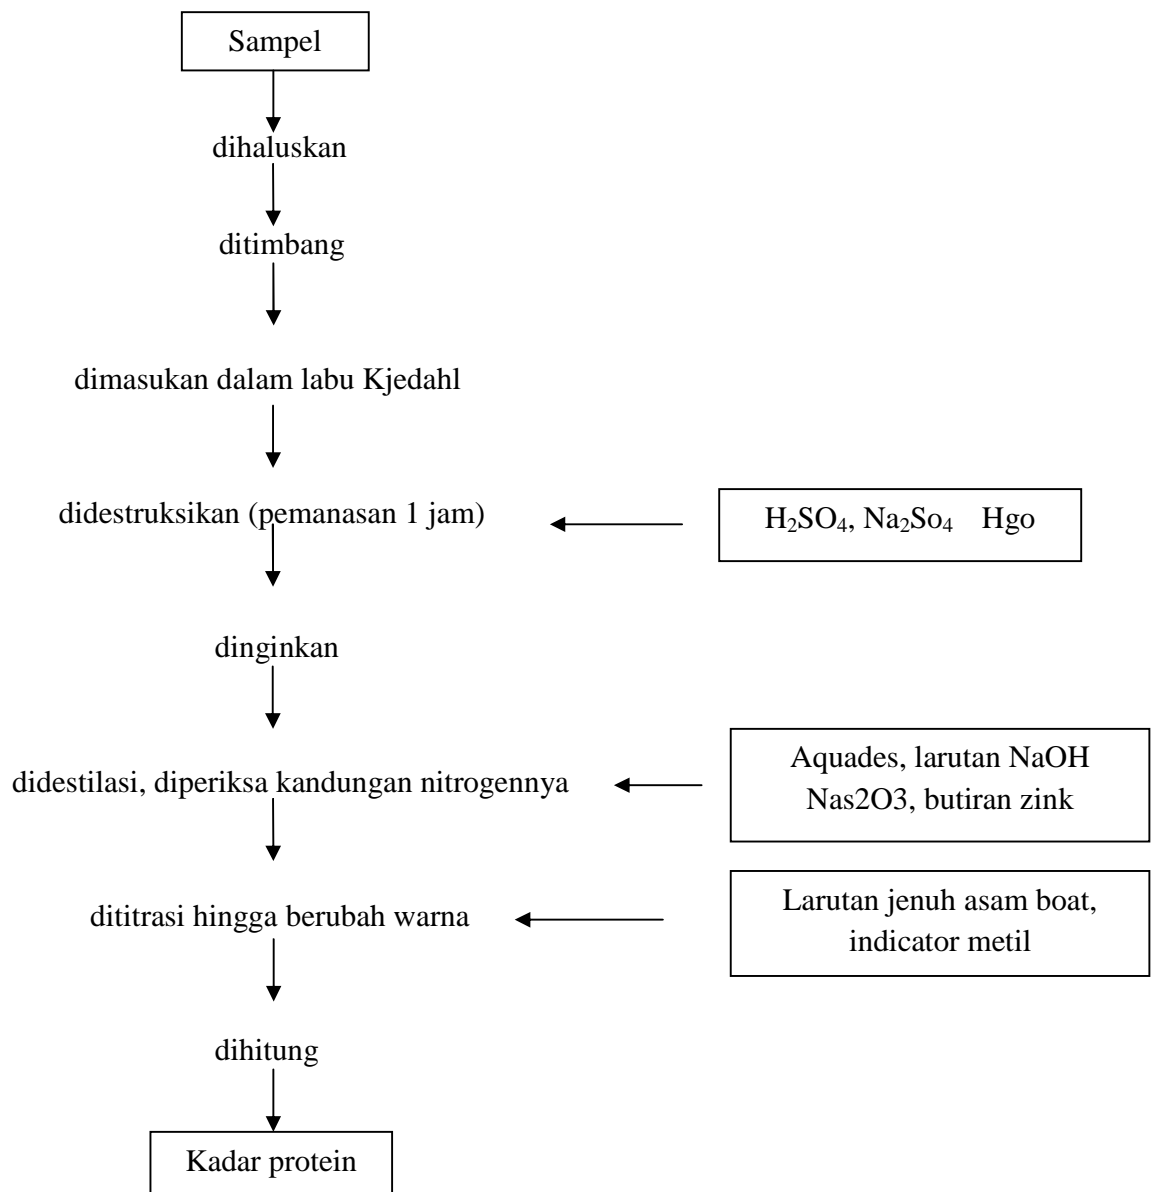 Sampel
dihaluskan
ditimbang
dimasukan dalam labu Kjedahl
didestruksikan (pemanasan 1 jam)
H₂SO₄, Na₂So₄ Hgo
dinginkan
didestilasi, diperiksa kandungan nitrogennya
Aquades, larutan NaOH
Nas2O3, butiran zink
dititrasi hingga berubah warna
Larutan jenuh asam boat,
indicator metil
dihitung
Kadar protein